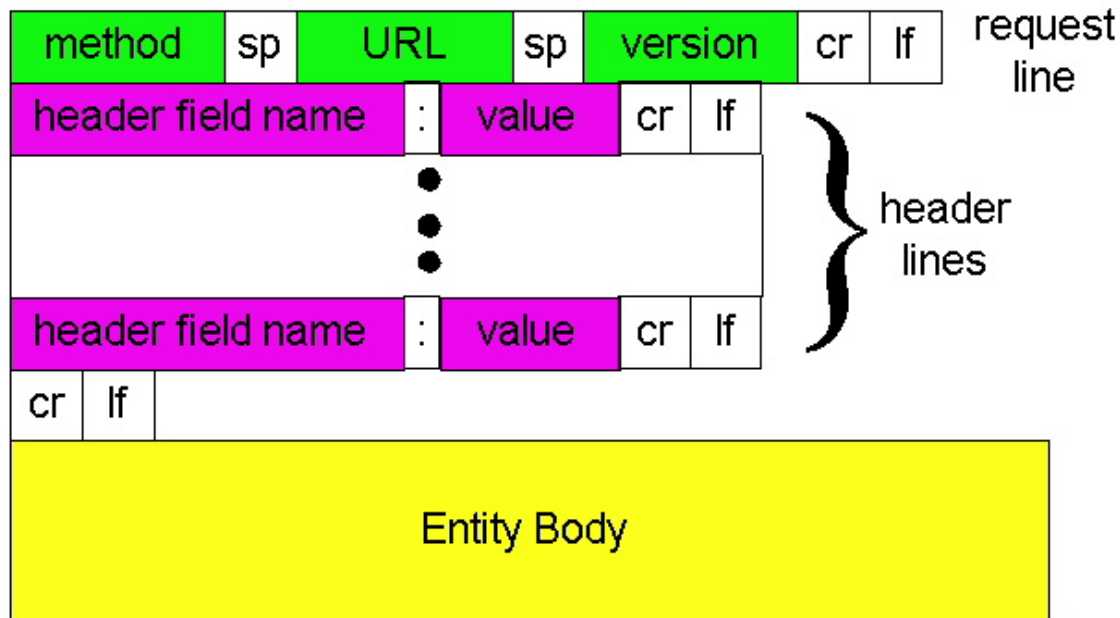 method sp URL sp version cr lf
request
line
header field name : value cr lf
header
lines
header field name : value cr lf
cr lf
Entity Body